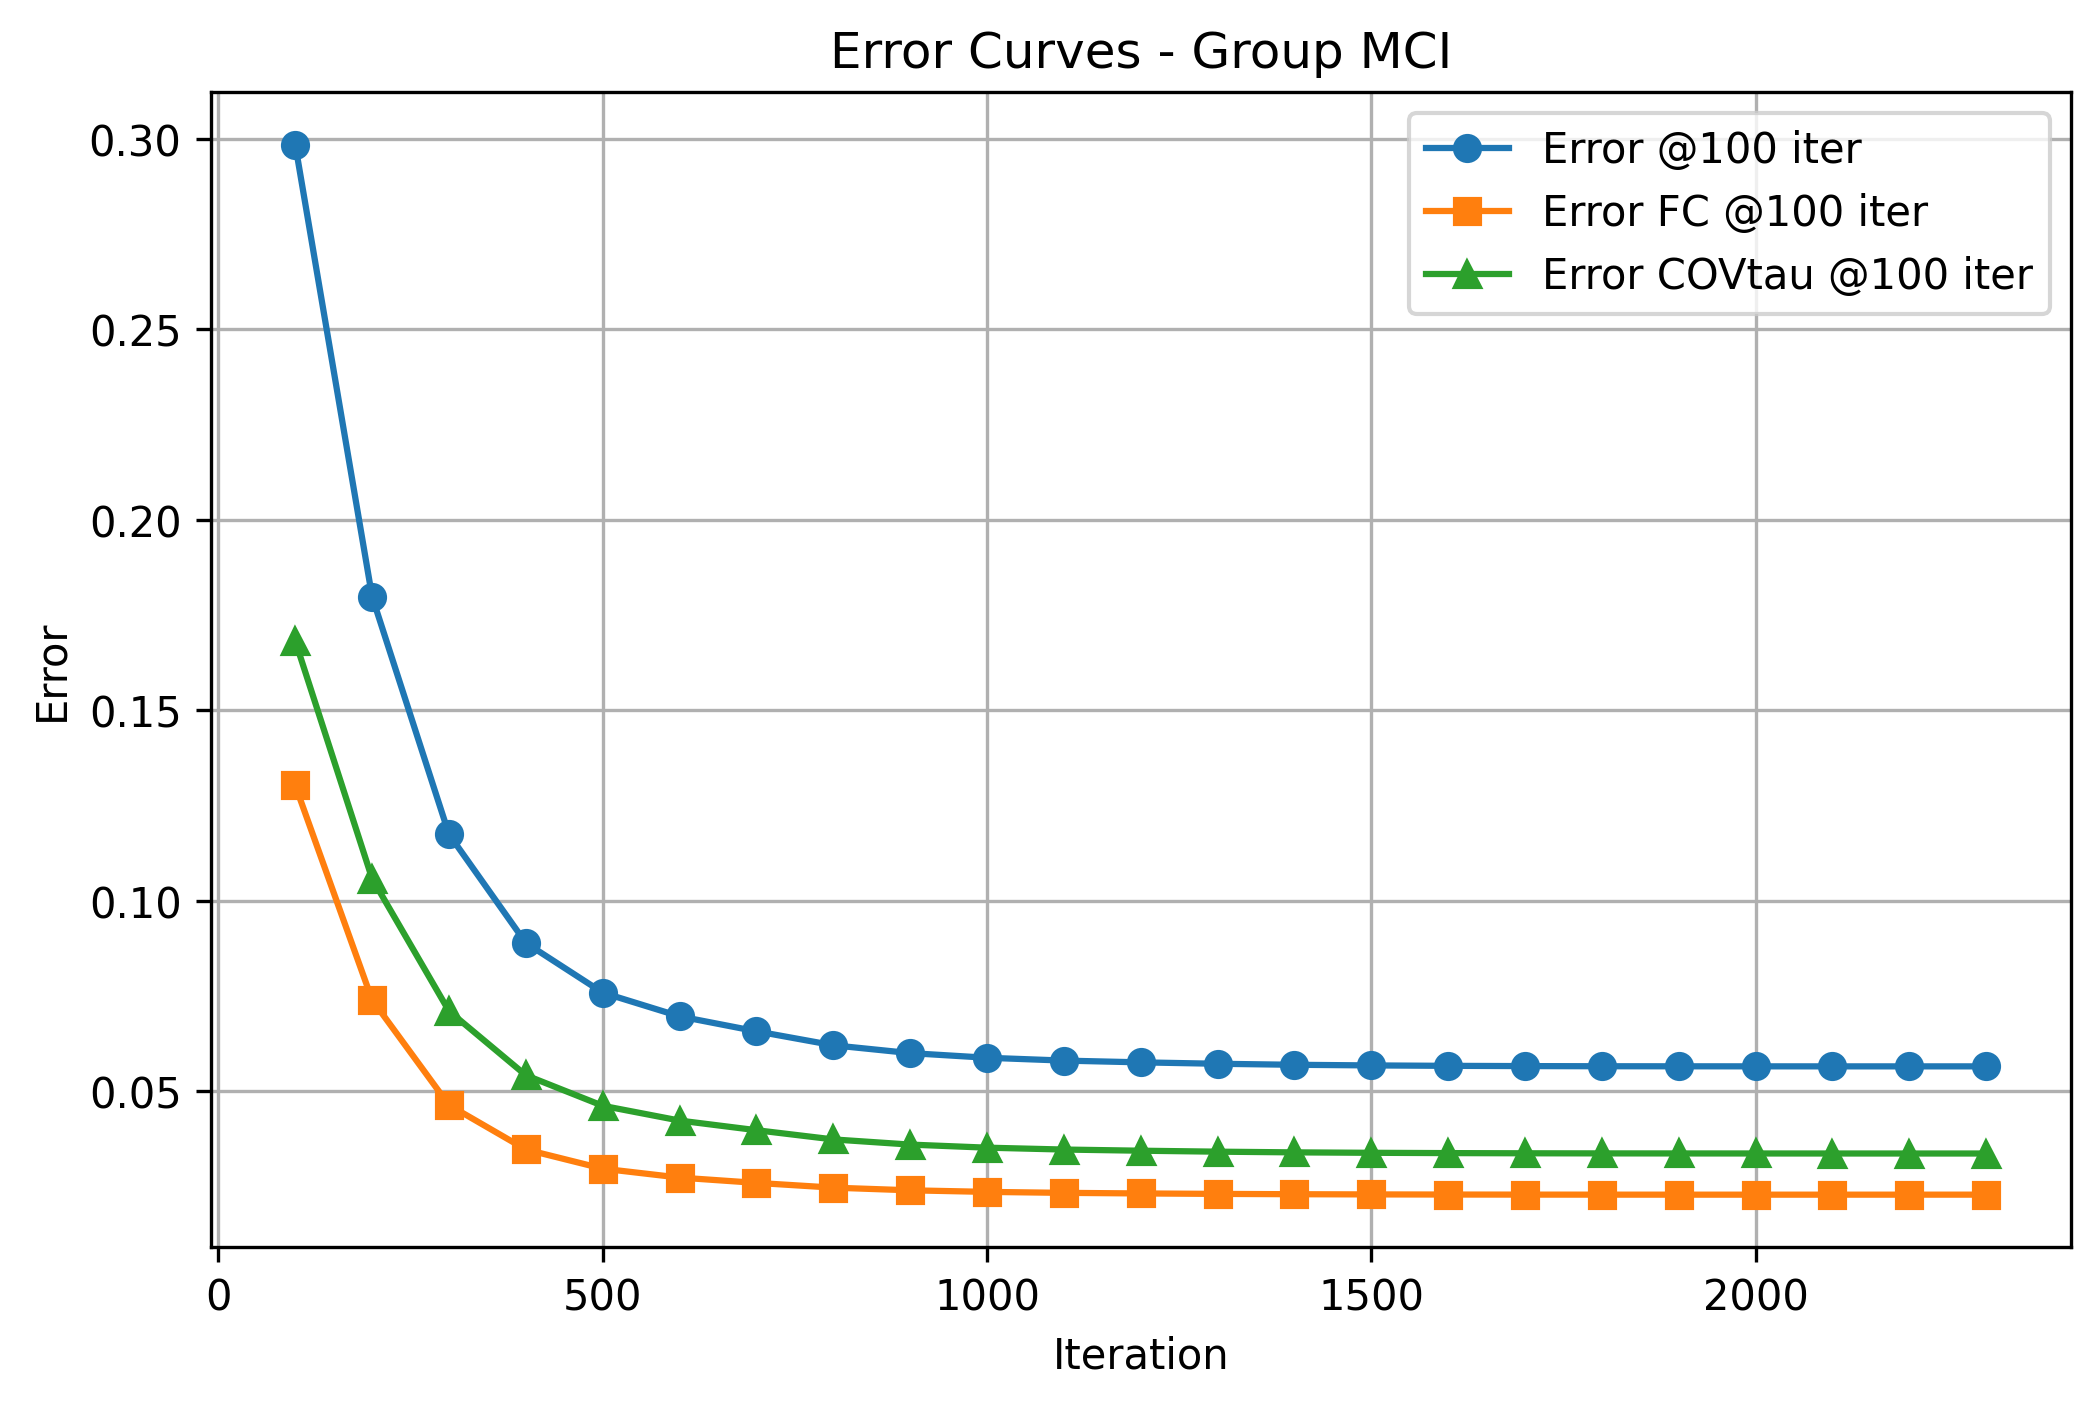 Error Curves - Group MCI
Error @100 iter
Error FC @100 iter
Error COVtau @100 iter
0.30
0.25
0.20
0.15
0.10
0.05
Error
0 500 1000 1500 2000
Iteration